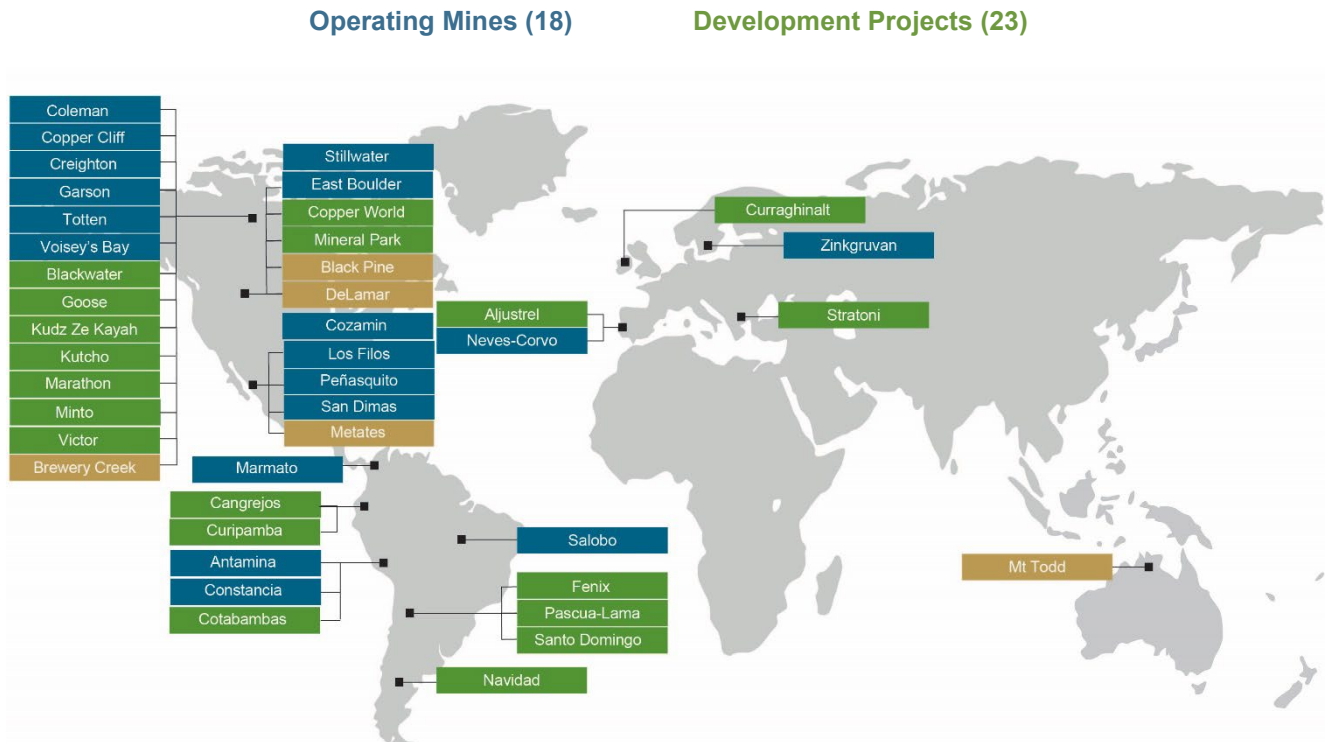 Operating Mines (18) Development Projects (23)
Coleman
Copper Cliff
Creighton
Garson
Totten
Voisey's Bay
Blackwater
Goose
Kudz Ze Kayah
Kutcho
Marathon
Minto
Victor
Brewery Creek
Stillwater
East Boulder
Copper World
Mineral Park
Black Pine
DeLamar
Cozamin
Los Filos
Peñasquito
San Dimas
Metates
Marmato
Cangrejos
Curipamba
Antamina
Constancia
Cotabambas
Salobo
Fenix
Pascua-Lama
Santo Domingo
Navidad
Curraghinalt
Zinkgruvan
Aljustrel
Neves-Corvo
Stratoni
Mt Todd